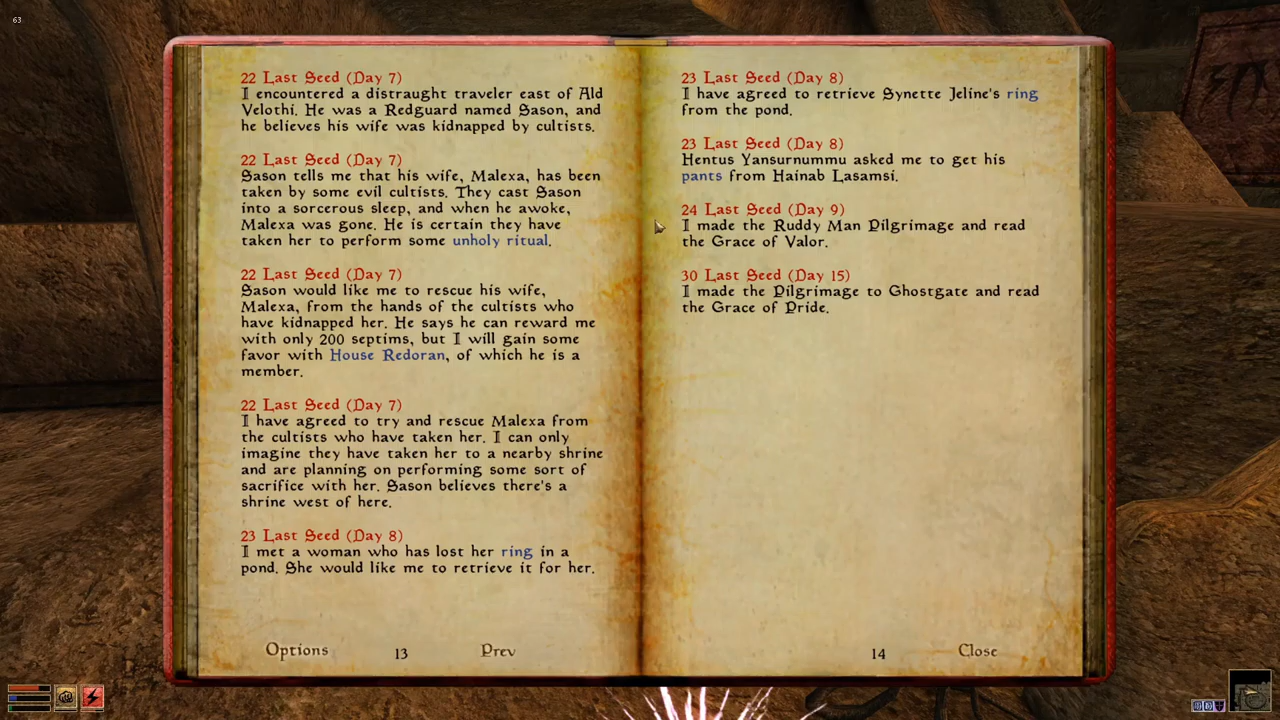 63
22 Last Seed (Day 7)
I encountered a distraught traveler east of Ald
Velothi. He was a Redguard named Sason, and
he believes his wife was kidnapped by cultists.
22 Last Seed (Day 7)
Sason tells me that his wife, Malexa, has been
taken by some evil cultists. They cast Sason
into a sorcerous sleep, and when he awoke,
Malexa was gone. He is certain they have
taken her to perform some unholy ritual.
22 Last Seed (Day 7)
Sason would like me to rescue his wife,
Malexa, from the hands of the cultists who
have kidnapped her. He says he can reward me
with only 200 septims, but I will gain some
favor with House Redoran, of which he is a
member.
22 Last Seed (Day 7)
I have agreed to try and rescue Malexa from
the cultists who have taken her. I can only
imagine they have taken her to a nearby shrine
and are planning on performing some sort of
sacrifice with her. Sason believes there's a
shrine west of here.
23 Last Seed (Day 8)
I met a woman who has lost her ring in a
pond. She would like me to retrieve it for her.
Options
13
Prev
23 Last Seed (Day 8)
I have agreed to retrieve Synette Jeline's ring
from the pond.
23 Last Seed (Day 8)
Hentus Yansurnummu asked me to get his
pants from Hainab Lasamsi.
24 Last Seed (Day 9)
I made the Ruddy Man Pilgrimage and read
the Grace of Valor.
30 Last Seed (Day 15)
I made the Pilgrimage to Ghostgate and read
the Grace of Pride.
14
Close